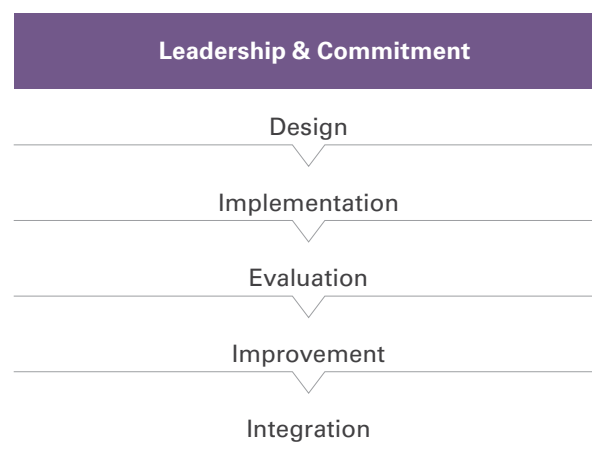 Leadership & Commitment
Design
Implementation
Evaluation
Improvement
Integration